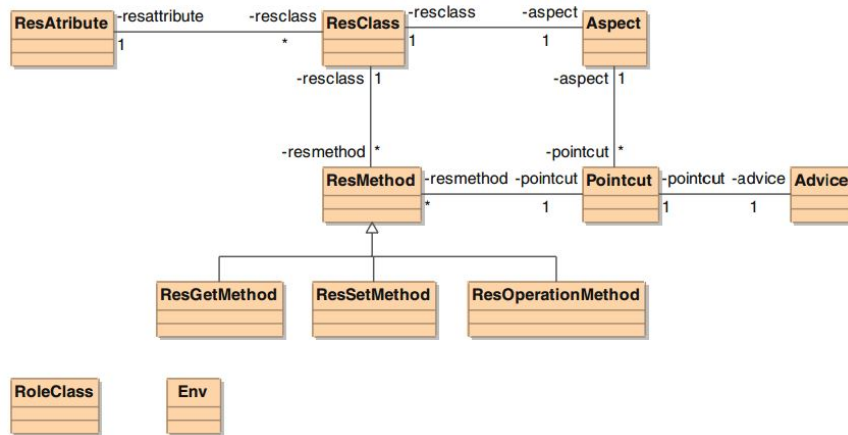 ResAtribute
-resattribute
1
-resclass
*
ResClass
-resclass
1
-aspect
1
Aspect
-resclass
1
-aspect
1
-resmethod
*
-pointcut
*
ResMethod
-resmethod
*
-pointcut
1
Pointcut
-pointcut
1
-advice
1
Advice
ResGetMethod
ResSetMethod
ResOperationMethod
RoleClass
Env